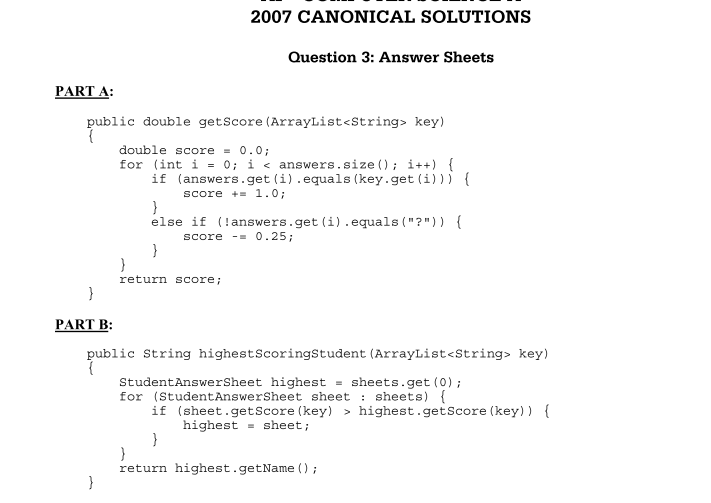 2007 CANONICAL SOLUTIONS
Question 3: Answer Sheets
PART A:
public double getScore(ArrayList<String> key)
{
    double score = 0.0;
    for (int i = 0; i < answers.size(); i++) {
        if (answers.get(i).equals(key.get(i))) {
            score += 1.0;
        }
        else if (!answers.get(i).equals("?")) {
            score -= 0.25;
        }
    }
    return score;
}
PART B:
public String highestScoringStudent(ArrayList<String> key)
{
    StudentAnswerSheet highest = sheets.get(0);
    for (StudentAnswerSheet sheet : sheets) {
        if (sheet.getScore(key) > highest.getScore(key)) {
            highest = sheet;
        }
    }
    return highest.getName();
}